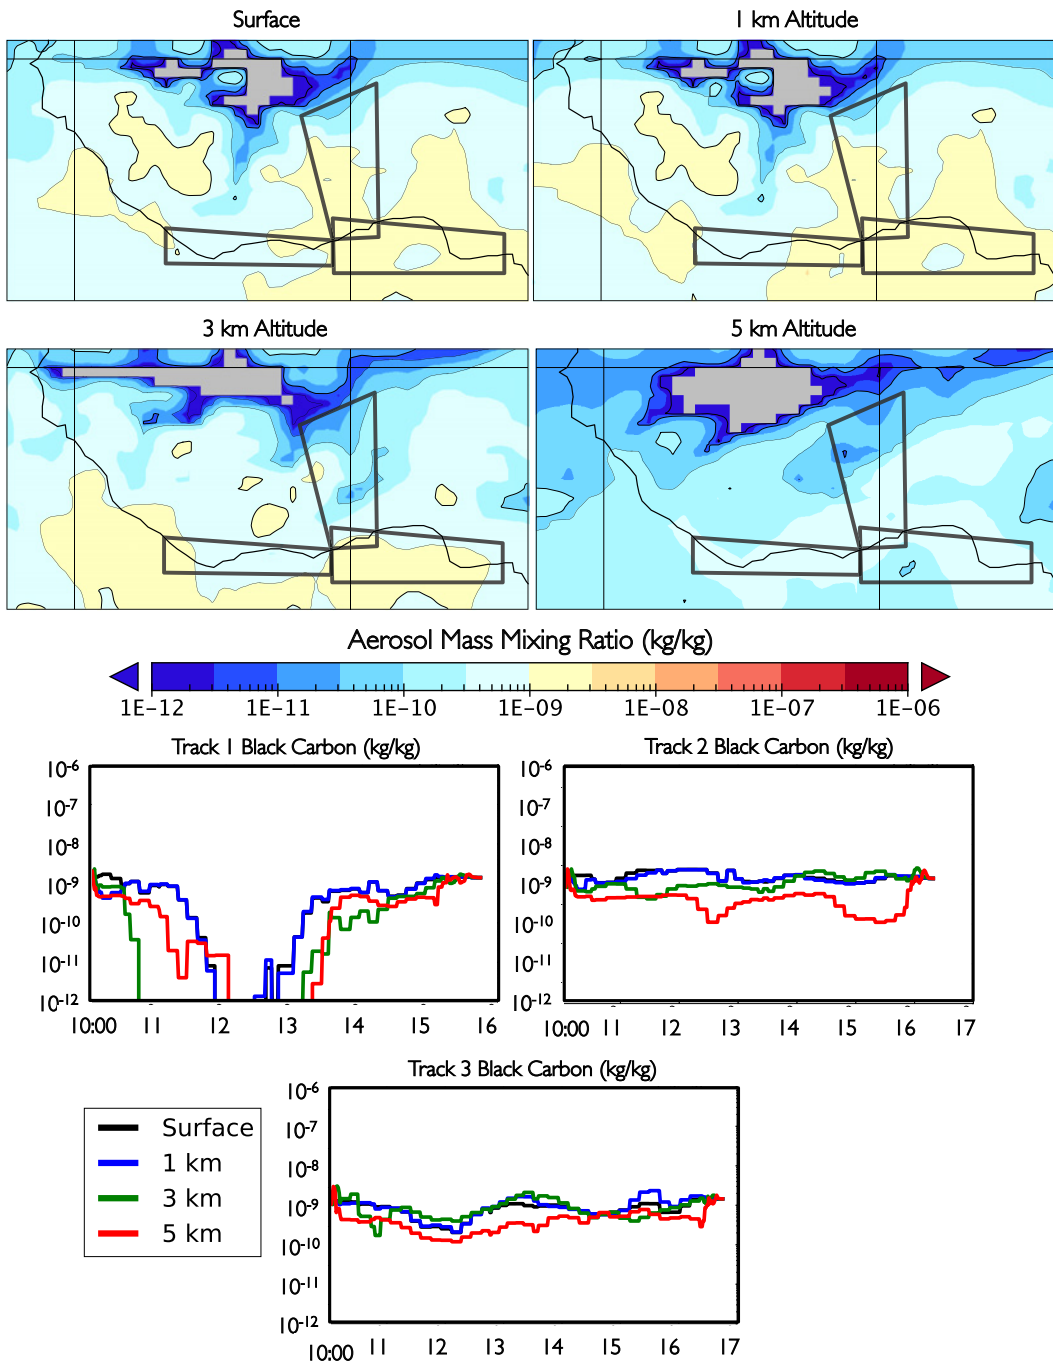 Surface
1 km Altitude
3 km Altitude
5 km Altitude
Aerosol Mass Mixing Ratio (kg/kg)
1E-12 1E-11 1E-10 1E-09 1E-08 1E-07 1E-06
Track 1 Black Carbon (kg/kg)
10-6
10-7
10-8
10-9
10-10
10-11
10-12
10:00 11 12 13 14 15 16
Track 2 Black Carbon (kg/kg)
10-6
10-7
10-8
10-9
10-10
10-11
10-12
10:00 11 12 13 14 15 16 17
Track 3 Black Carbon (kg/kg)
10-6
10-7
10-8
10-9
10-10
10-11
10-12
10:00 11 12 13 14 15 16 17
Surface
1 km
3 km
5 km